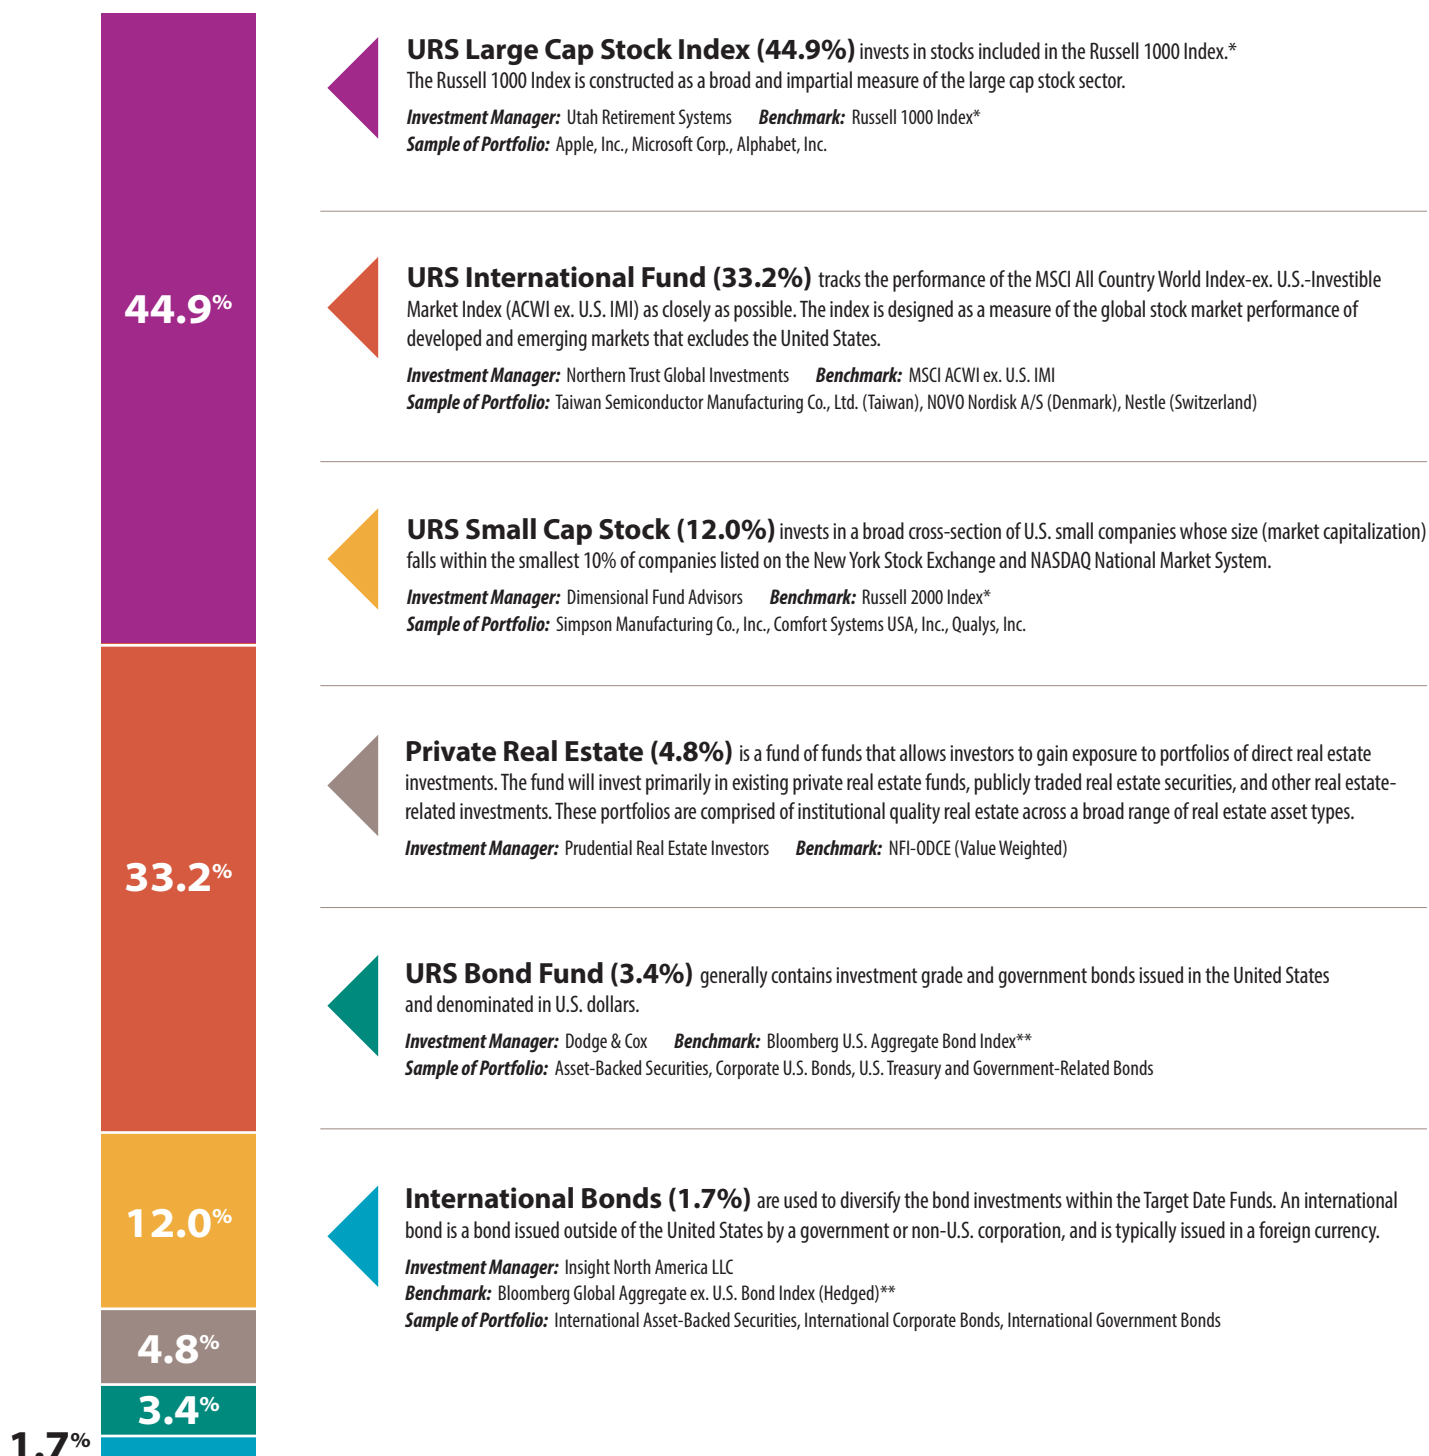 URS Large Cap Stock Index (44.9%) invests in stocks included in the Russell 1000 Index.*
The Russell 1000 Index is constructed as a broad and impartial measure of the large cap stock sector.
Investment Manager: Utah Retirement Systems Benchmark: Russell 1000 Index*
Sample of Portfolio: Apple, Inc., Microsoft Corp., Alphabet, Inc.
44.9%
URS International Fund (33.2%) tracks the performance of the MSCI All Country World Index-ex. U.S.-Investible
Market Index (ACWI ex. U.S. IMI) as closely as possible. The index is designed as a measure of the global stock market performance of
developed and emerging markets that excludes the United States.
Investment Manager: Northern Trust Global Investments Benchmark: MSCI ACWI ex. U.S. IMI
Sample of Portfolio: Taiwan Semiconductor Manufacturing Co., Ltd. (Taiwan), NOVO Nordisk A/S (Denmark), Nestle (Switzerland)
URS Small Cap Stock (12.0%) invests in a broad cross-section of U.S. small companies whose size (market capitalization)
falls within the smallest 10% of companies listed on the New York Stock Exchange and NASDAQ National Market System.
Investment Manager: Dimensional Fund Advisors Benchmark: Russell 2000 Index*
Sample of Portfolio: Simpson Manufacturing Co., Inc., Comfort Systems USA, Inc., Qualys, Inc.
Private Real Estate (4.8%) is a fund of funds that allows investors to gain exposure to portfolios of direct real estate
investments. The fund will invest primarily in existing private real estate funds, publicly traded real estate securities, and other real estate-
related investments. These portfolios are comprised of institutional quality real estate across a broad range of real estate asset types.
Investment Manager: Prudential Real Estate Investors Benchmark: NFI-ODCE (Value Weighted)
33.2%
URS Bond Fund (3.4%) generally contains investment grade and government bonds issued in the United States
and denominated in U.S. dollars.
Investment Manager: Dodge & Cox Benchmark: Bloomberg U.S. Aggregate Bond Index**
Sample of Portfolio: Asset-Backed Securities, Corporate U.S. Bonds, U.S. Treasury and Government-Related Bonds
International Bonds (1.7%) are used to diversify the bond investments within the Target Date Funds. An international
bond is a bond issued outside of the United States by a government or non-U.S. corporation, and is typically issued in a foreign currency.
Investment Manager: Insight North America LLC
Benchmark: Bloomberg Global Aggregate ex. U.S. Bond Index (Hedged)**
Sample of Portfolio: International Asset-Backed Securities, International Corporate Bonds, International Government Bonds
12.0%
4.8%
3.4%
1.7%